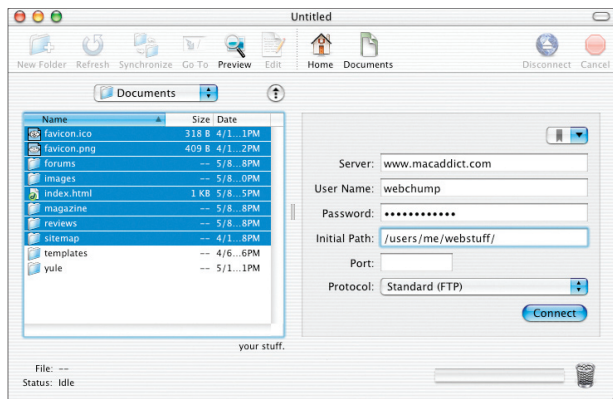 Untitled
New Folder Refresh Synchronize Go To Preview Edit Home Documents Disconnect Cancel
Documents
Name Size Date
favicon.ico 318 B 4/1...1PM
favicon.png 409 B 4/1...2PM
forums -- 5/8...8PM
images -- 5/8...0PM
index.html 1 KB 5/8...5PM
magazine -- 5/8...8PM
reviews -- 5/8...8PM
sitemap -- 4/1...8PM
templates -- 4/6...6PM
yule -- 5/1...1PM
your stuff.
Server: www.macaddict.com
User Name: webchump
Password: ••••••••••••
Initial Path: /users/me/webstuff/
Port:
Protocol: Standard (FTP)
Connect
File: --
Status: Idle